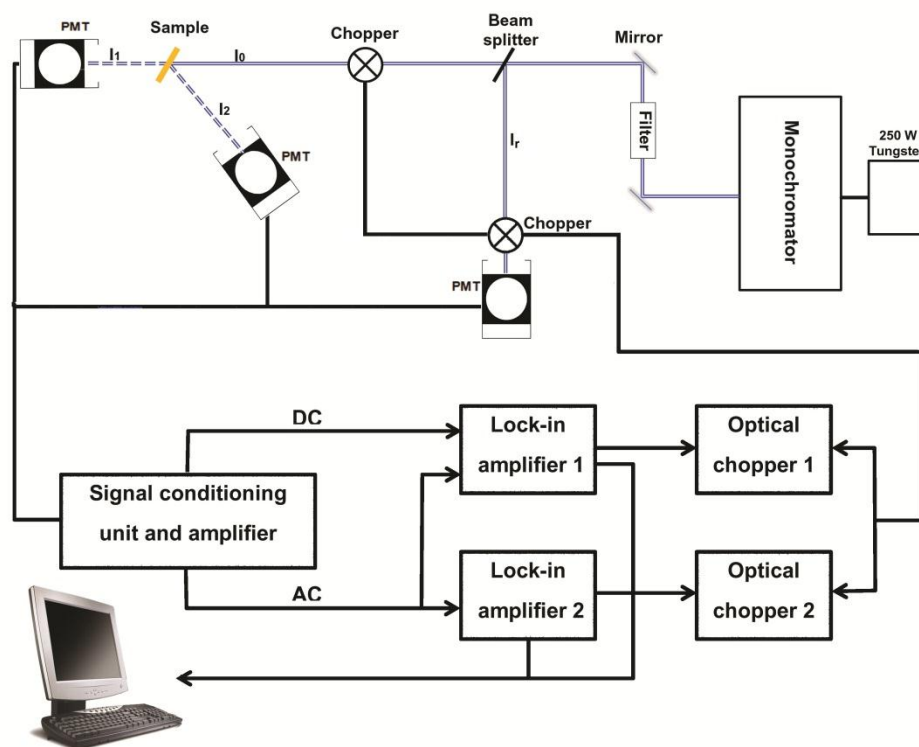 PMT
I1
Sample
I0
Chopper
Beam
splitter
Mirror
I2
PMT
Ir
Filter
Monochromator
250 W
Tungsten
Chopper
PMT
DC
Signal conditioning
unit and amplifier
AC
Lock-in
amplifier 1
Optical
chopper 1
Lock-in
amplifier 2
Optical
chopper 2